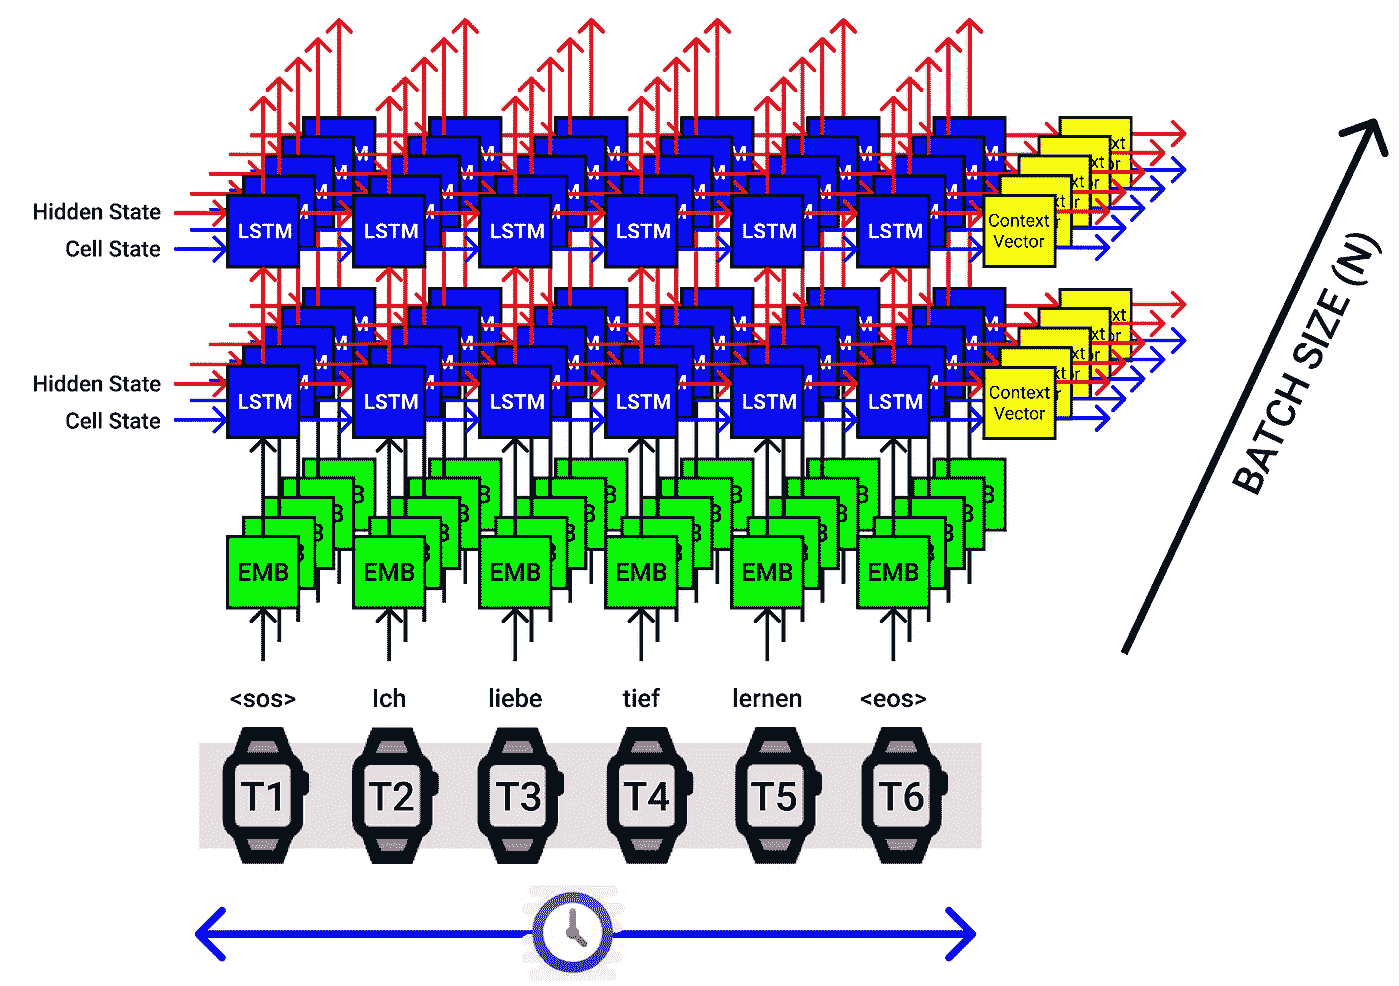 Hidden State
Cell State
LSTM LSTM LSTM LSTM LSTM LSTM
Context
Vector
Hidden State
Cell State
LSTM LSTM LSTM LSTM LSTM LSTM
Context
Vector
BATCH SIZE (N)
EMB EMB EMB EMB EMB EMB
<sos> Ich liebe tief lernen <eos>
T1 T2 T3 T4 T5 T6